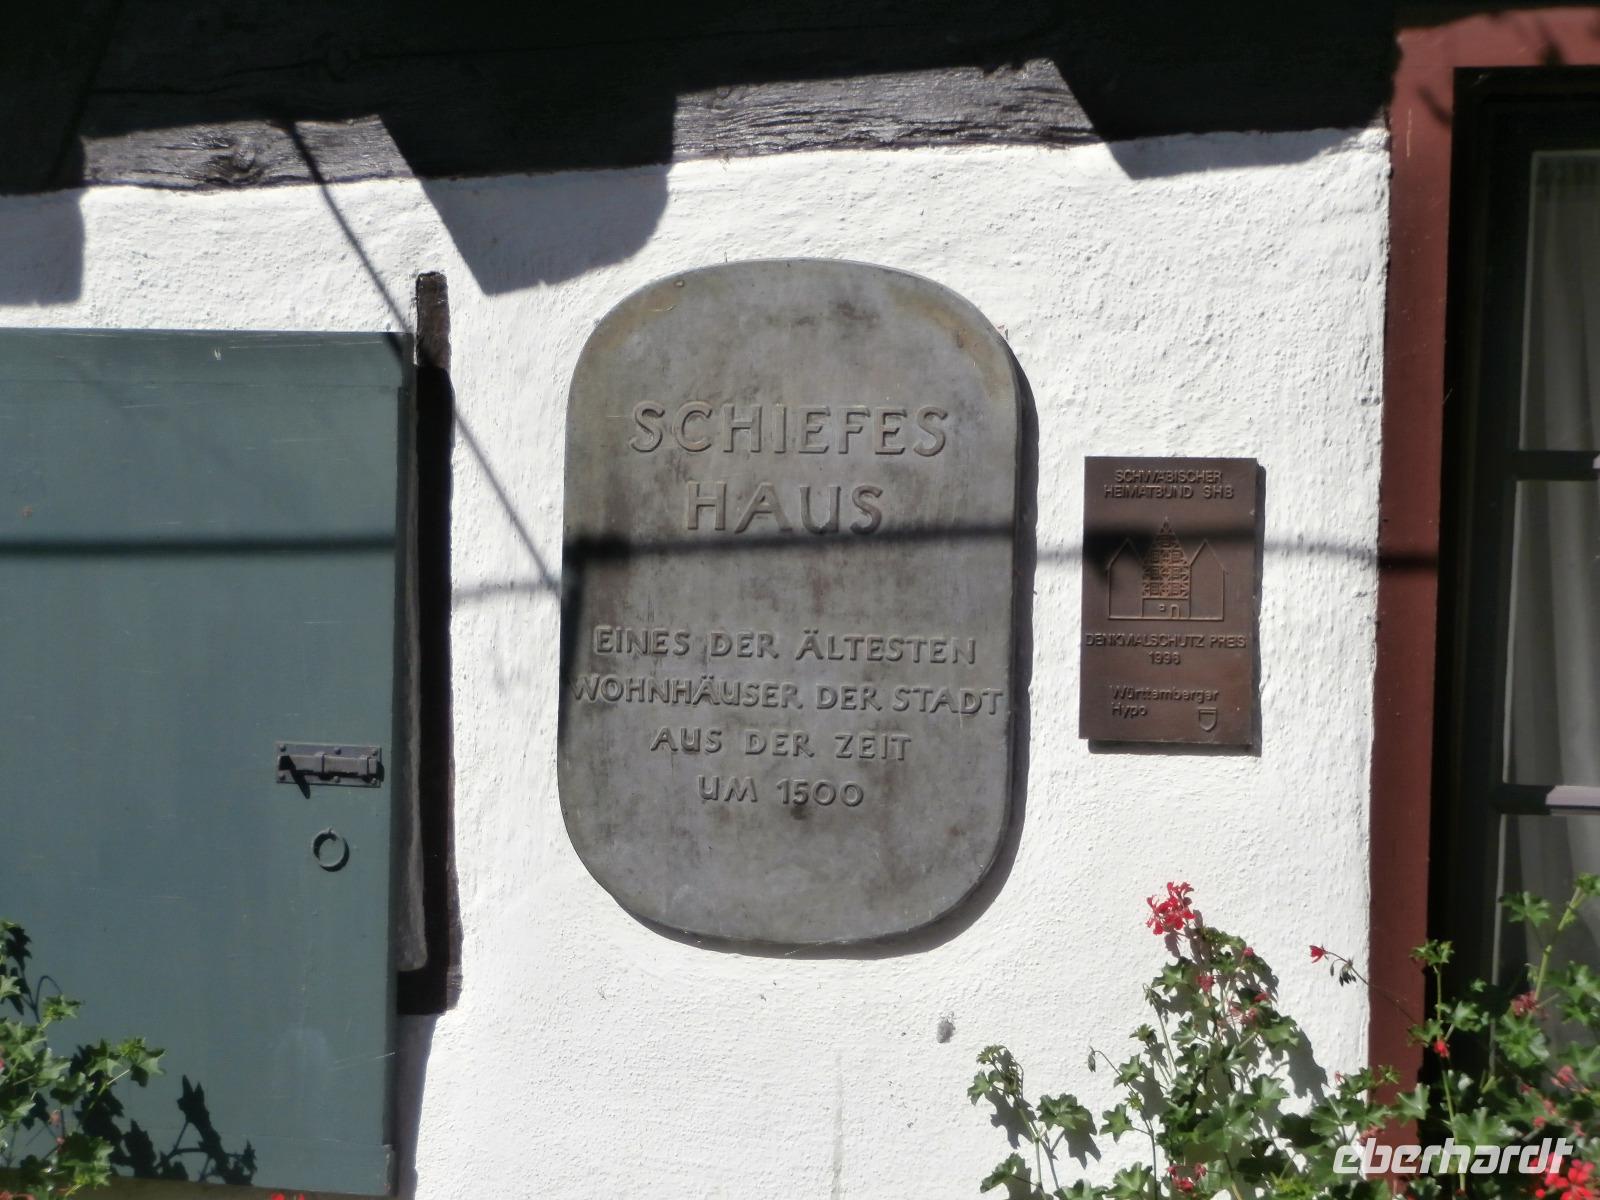 SCHIEFES
HAUS
EINES DER ÄLTESTEN
WOHNHÄUSER DER STADT
AUS DER ZEIT
UM 1500
SCHWÄBISCHER
HEIMATBUND SHB
DENKMALSCHUTZ PREIS
1996
Württemberger
Hypo
eberhardt